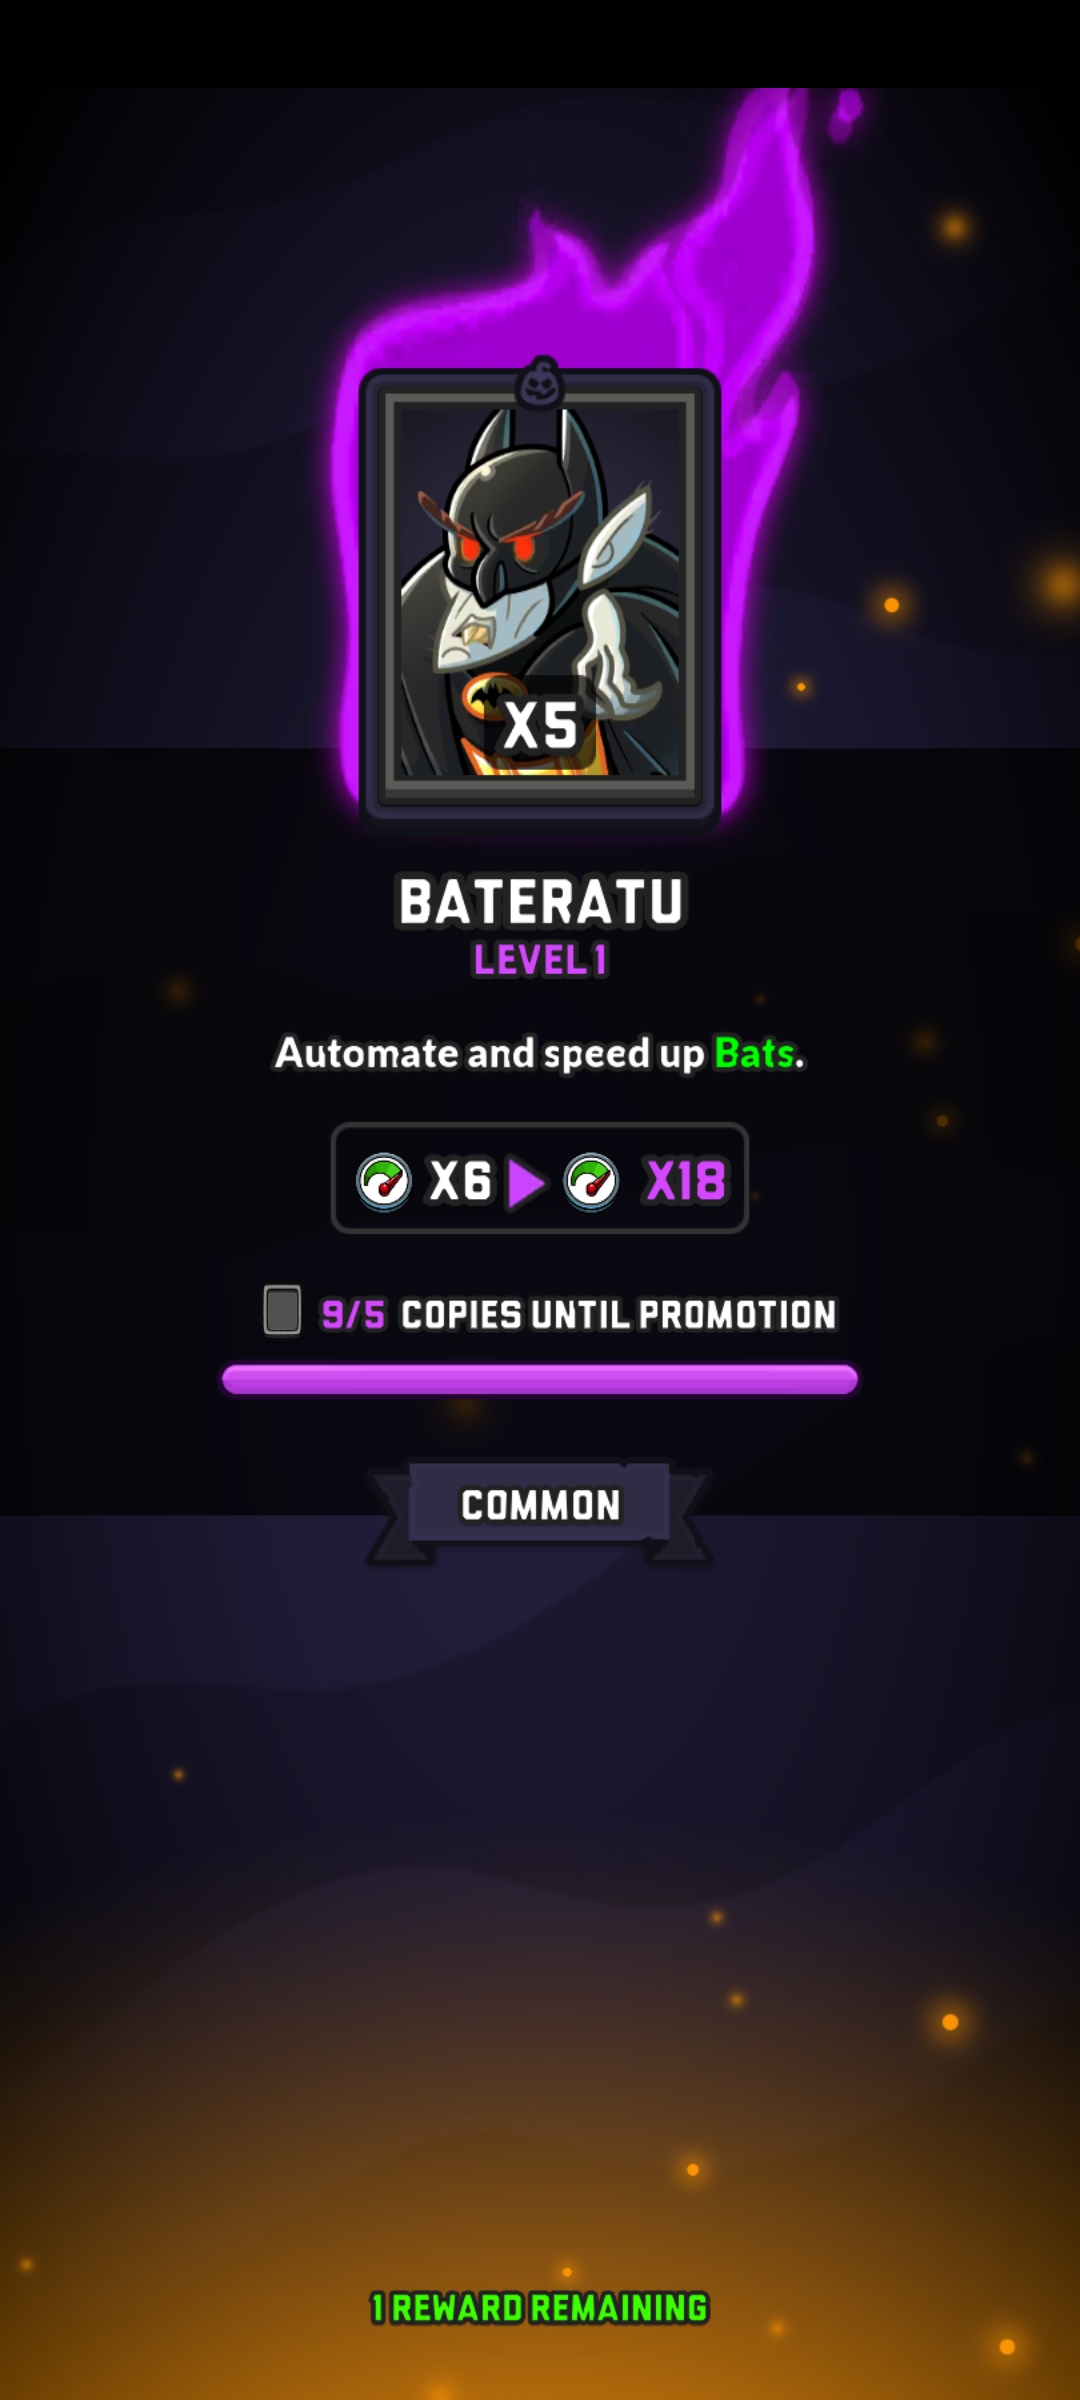 X5
BATERATU
LEVEL 1
Automate and speed up Bats.
X6 X18
9/5 COPIES UNTIL PROMOTION
COMMON
1 REWARD REMAINING